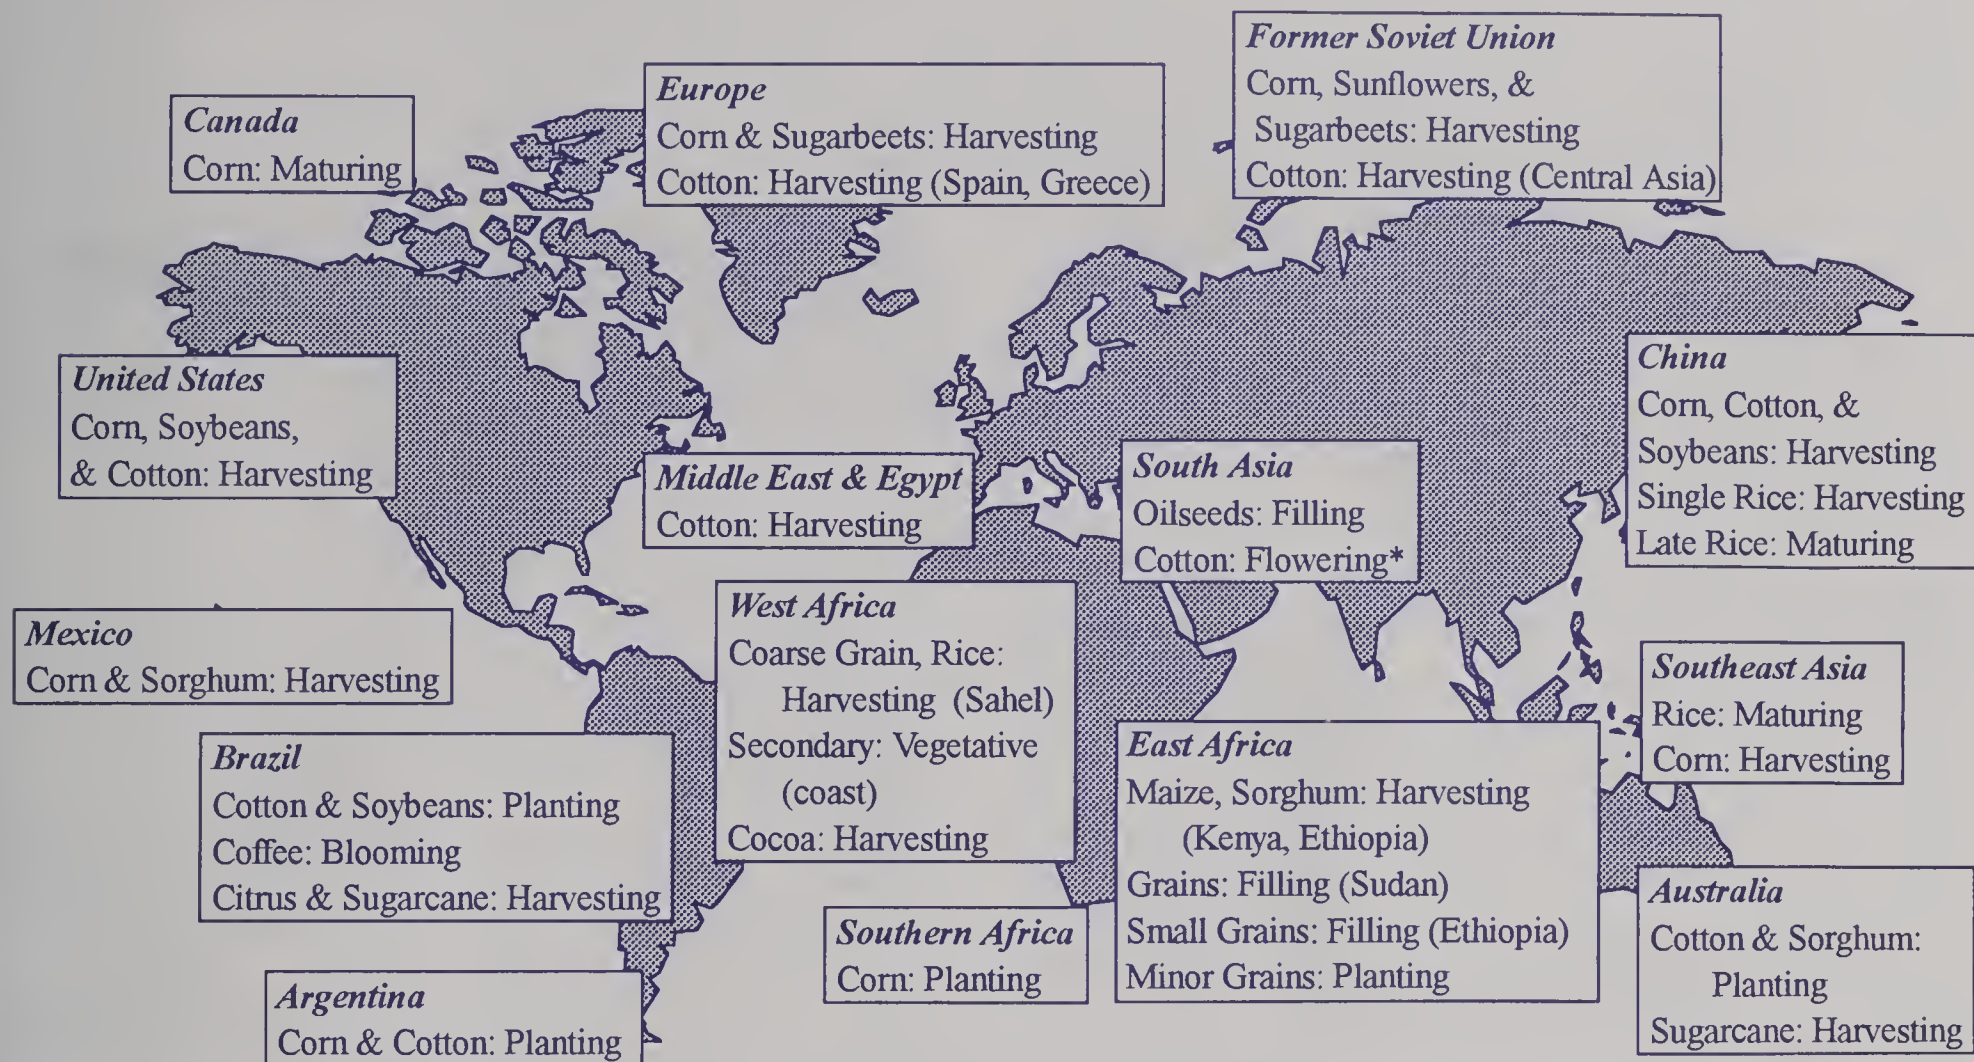 Former Soviet Union
Corn, Sunflowers, &
Sugarbeets: Harvesting
Cotton: Harvesting (Central Asia)
Europe
Corn & Sugarbeets: Harvesting
Cotton: Harvesting (Spain, Greece)
Canada
Corn: Maturing
United States
Corn, Soybeans,
& Cotton: Harvesting
China
Corn, Cotton, &
Soybeans: Harvesting
Single Rice: Harvesting
Late Rice: Maturing
Middle East & Egypt
Cotton: Harvesting
South Asia
Oilseeds: Filling
Cotton: Flowering*
Mexico
Corn & Sorghum: Harvesting
West Africa
Coarse Grain, Rice:
Harvesting (Sahel)
Secondary: Vegetative
(coast)
Cocoa: Harvesting
Southeast Asia
Rice: Maturing
Corn: Harvesting
Brazil
Cotton & Soybeans: Planting
Coffee: Blooming
Citrus & Sugarcane: Harvesting
East Africa
Maize, Sorghum: Harvesting
(Kenya, Ethiopia)
Grains: Filling (Sudan)
Small Grains: Filling (Ethiopia)
Minor Grains: Planting
Southern Africa
Corn: Planting
Australia
Cotton & Sorghum:
Planting
Sugarcane: Harvesting
Argentina
Corn & Cotton: Planting